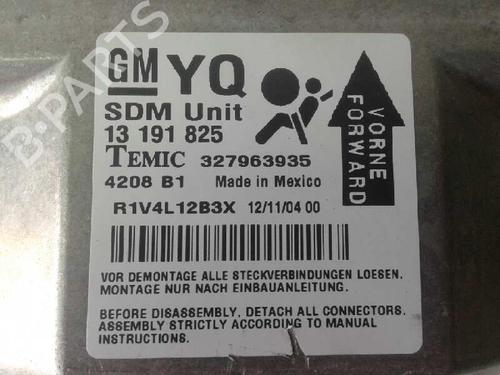 B-PARTS
GM YQ
SDM Unit
13 191 825
TEMIC 327963935
4208 B1 Made in Mexico
R1V4L12B3X 12/11/04 00
VORNE
FORWARD
VOR DEMONTAGE ALLE STECKVERBINDUNGEN LOESEN.
MONTAGE NUR NACH EINBAUANLEITUNG.
BEFORE DISASSEMBLY, DETACH ALL CONNECTORS.
ASSEMBLY STRICTLY ACCORDING TO MANUAL
INSTRUCTIONS.